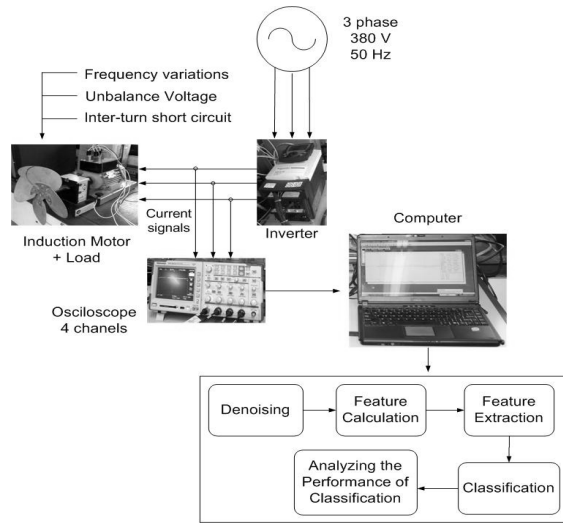 3 phase
380 V
50 Hz
Frequency variations
Unbalance Voltage
Inter-turn short circuit
Current
signals
Induction Motor
+ Load
Inverter
Computer
Osciloscope
4 chanels
Denoising
Feature
Calculation
Feature
Extraction
Analyzing the
Performance of
Classification
Classification